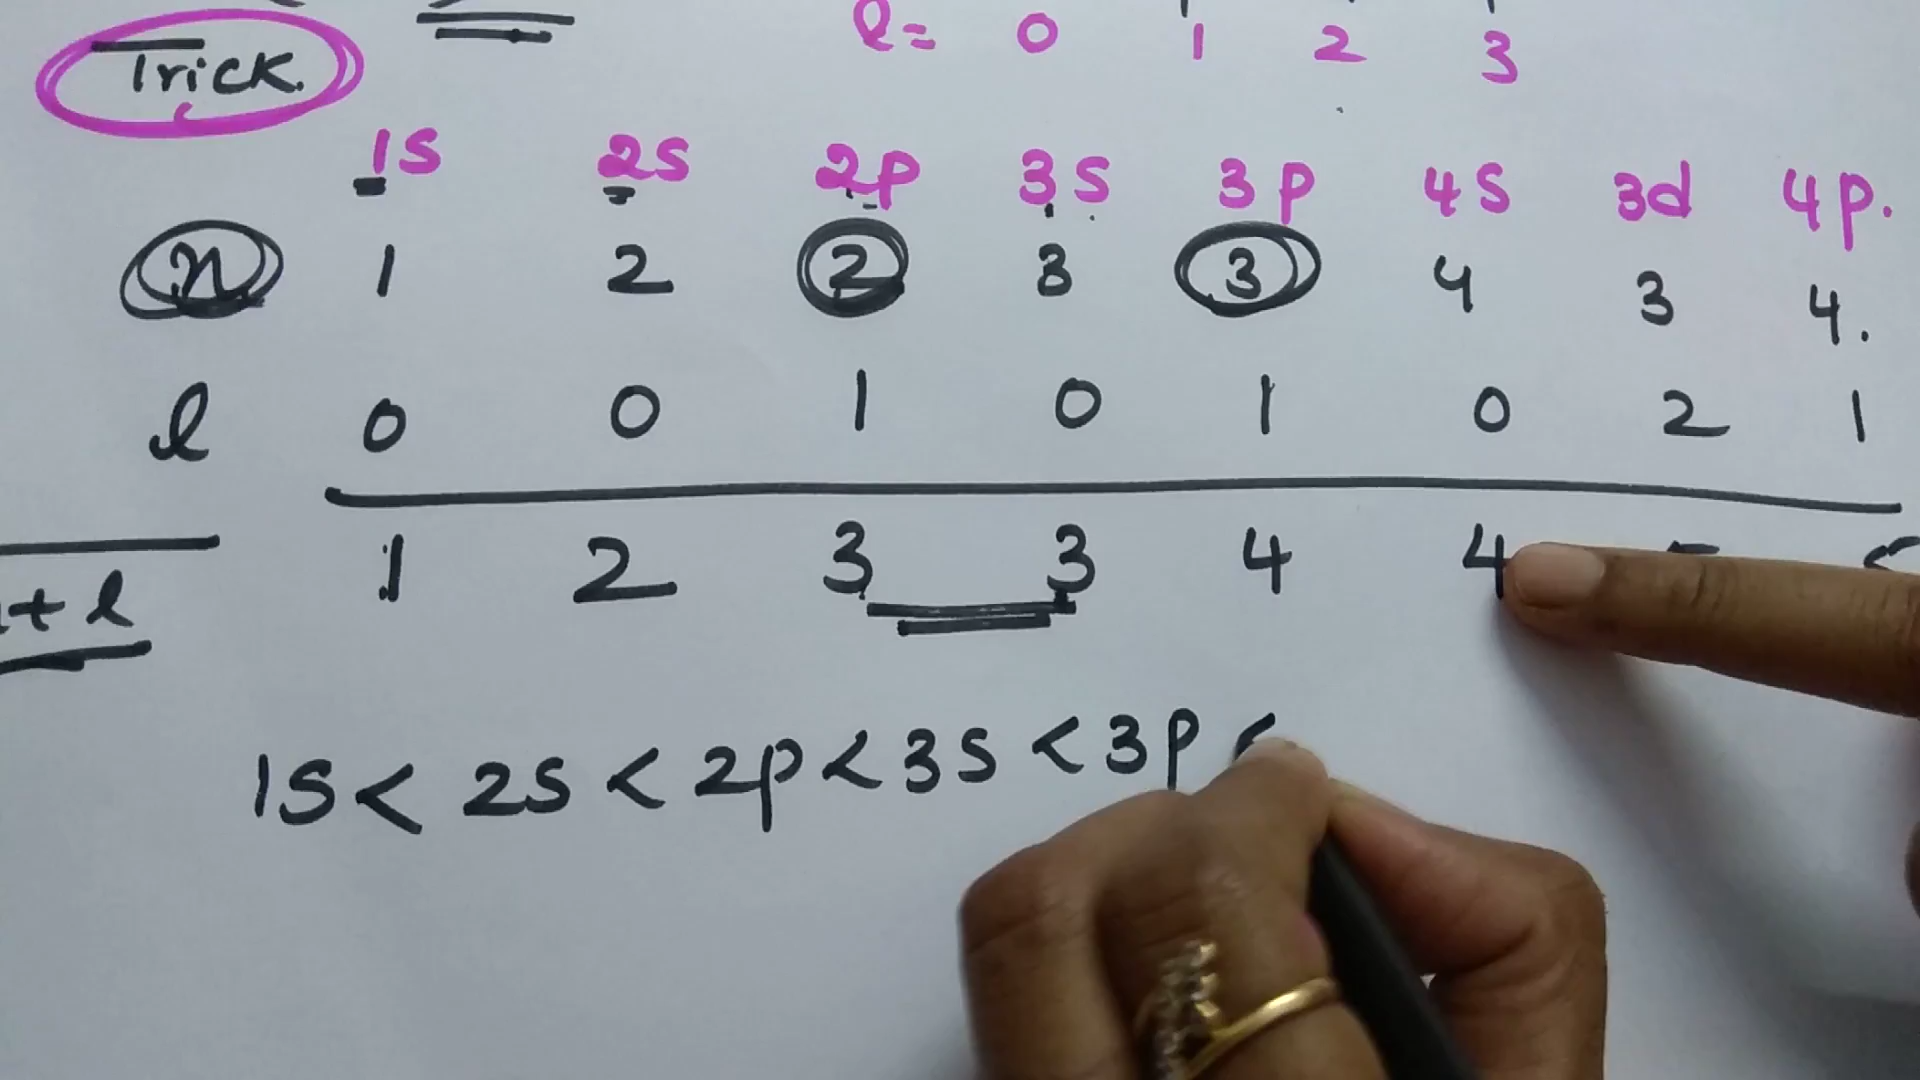 l= 0 1 2 3
Trick.
1s 2s 2p 3s 3p 4s 3d 4p.
n 1 2 2 3 3 4 3 4.
l 0 0 1 0 1 0 2 1
+ l 1 2 3 3 4 4
1s < 2s < 2p < 3s < 3p <